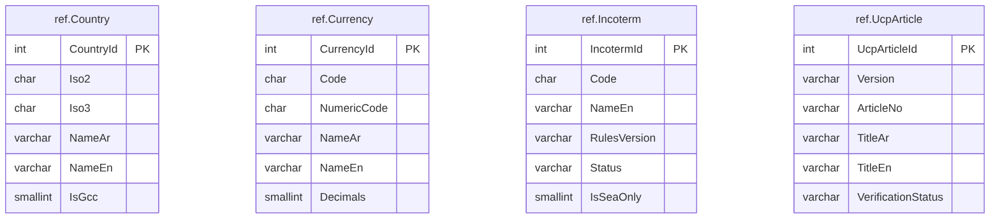 ref.Country
int CountryId PK
char Iso2
char Iso3
varchar NameAr
varchar NameEn
smallint IsGcc
ref.Currency
int CurrencyId PK
char Code
char NumericCode
varchar NameAr
varchar NameEn
smallint Decimals
ref.Incoterm
int IncotermId PK
char Code
varchar NameEn
varchar RulesVersion
varchar Status
smallint IsSeaOnly
ref.UcpArticle
int UcpArticleId PK
varchar Version
varchar ArticleNo
varchar TitleAr
varchar TitleEn
varchar VerificationStatus